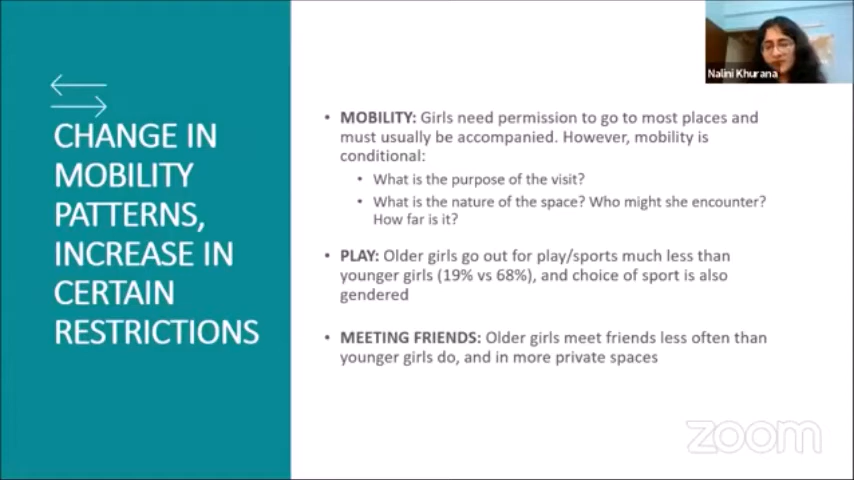 CHANGE IN
MOBILITY
PATTERNS,
INCREASE IN
CERTAIN
RESTRICTIONS
• MOBILITY: Girls need permission to go to most places and
must usually be accompanied. However, mobility is
conditional:
• What is the purpose of the visit?
• What is the nature of the space? Who might she encounter?
How far is it?
• PLAY: Older girls go out for play/sports much less than
younger girls (19% vs 68%), and choice of sport is also
gendered
• MEETING FRIENDS: Older girls meet friends less often than
younger girls do, and in more private spaces
Nalini Khurana
zoom